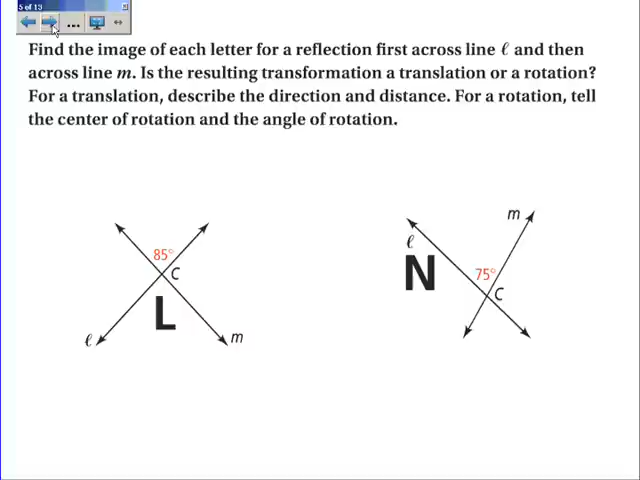 5 of 13
Find the image of each letter for a reflection first across line ℓ and then
across line m. Is the resulting transformation a translation or a rotation?
For a translation, describe the direction and distance. For a rotation, tell
the center of rotation and the angle of rotation.
85°
C
L
ℓ
m
m
ℓ
N
75°
C